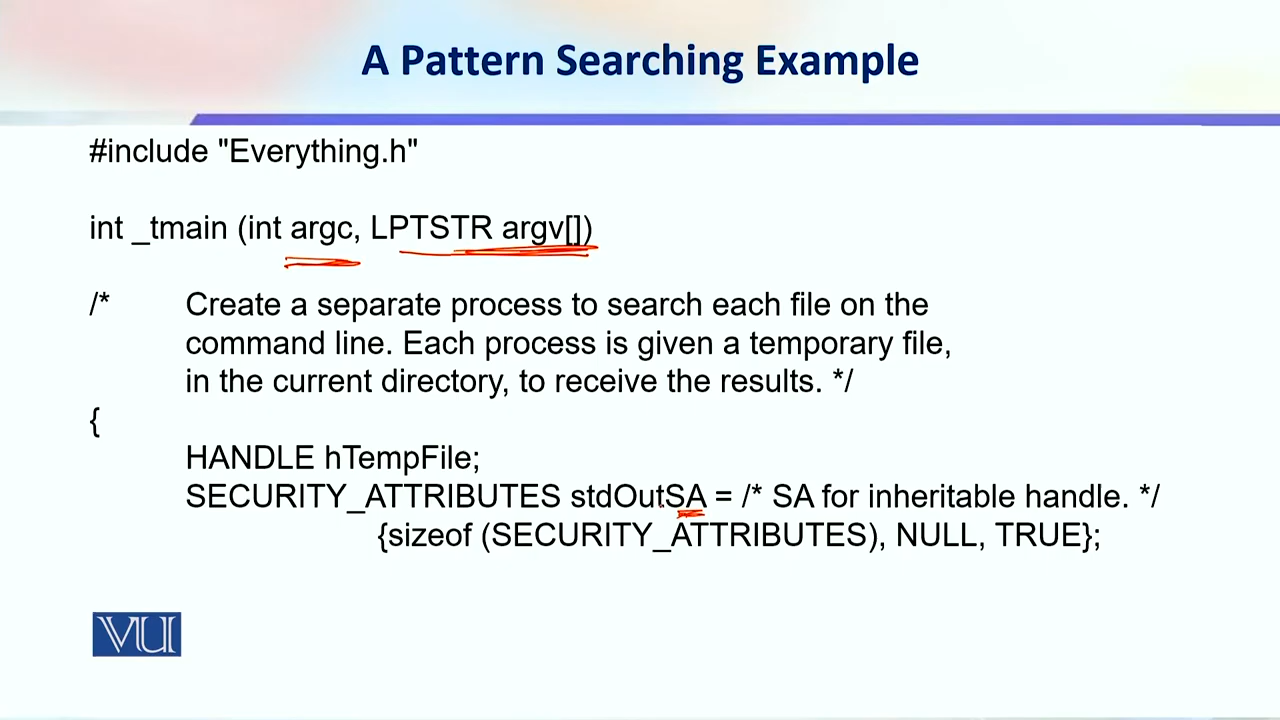 A Pattern Searching Example
#include "Everything.h"
int _tmain (int argc, LPTSTR argv[])
/* Create a separate process to search each file on the
command line. Each process is given a temporary file,
in the current directory, to receive the results. */
{
HANDLE hTempFile;
SECURITY_ATTRIBUTES stdOutSA = /* SA for inheritable handle. */
{sizeof (SECURITY_ATTRIBUTES), NULL, TRUE};
VU